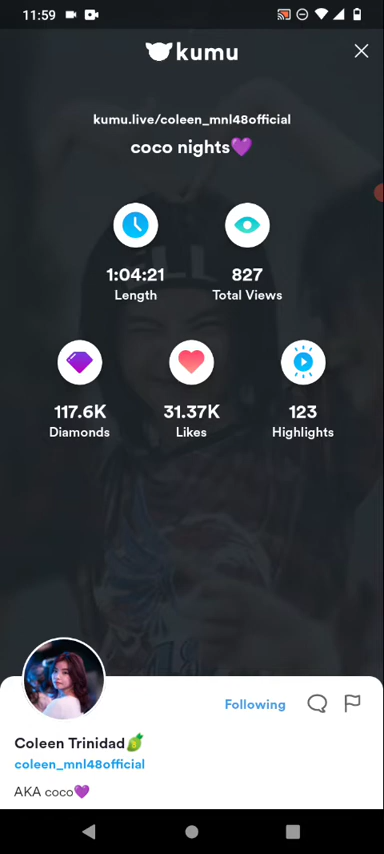 11:59
kumu
kumu.live/coleen_mnl48official
coco nights💜
1:04:21
Length
827
Total Views
117.6K
Diamonds
31.37K
Likes
123
Highlights
Following
Coleen Trinidad🍍
coleen_mnl48official
AKA coco💜